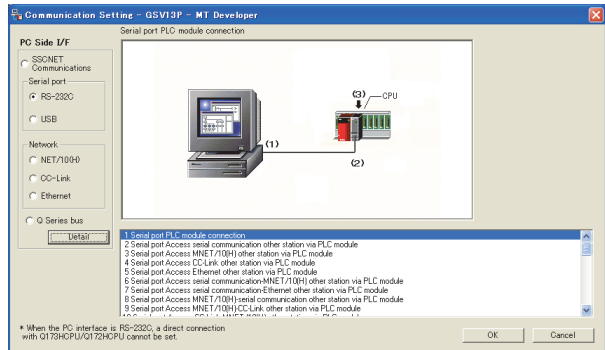 Communication Setting - GSV13P - MT Developer
PC Side I/F
Serial port PLC module connection
SSCNET
Communications
Serial port
RS-232C
USB
Network
NET/10(H)
CC-Link
Ethernet
Q Series bus
Detail
(1)
(2)
(3)
CPU
1 Serial port PLC module connection
2 Serial port Access serial communication other station via PLC module
3 Serial port Access MNET/10(H) other station via PLC module
4 Serial port Access CC-Link other station via PLC module
5 Serial port Access Ethernet other station via PLC module
6 Serial port Access serial communication-MNET/10(H) other station via PLC module
7 Serial port Access serial communication-Ethernet other station via PLC module
8 Serial port Access MNET/10(H)-serial communication other station via PLC module
9 Serial port Access MNET/10(H)-CC-Link other station via PLC module
* When the PC interface is RS-232C, a direct connection
with Q173HCPU/Q172HCPU cannot be set.
OK
Cancel